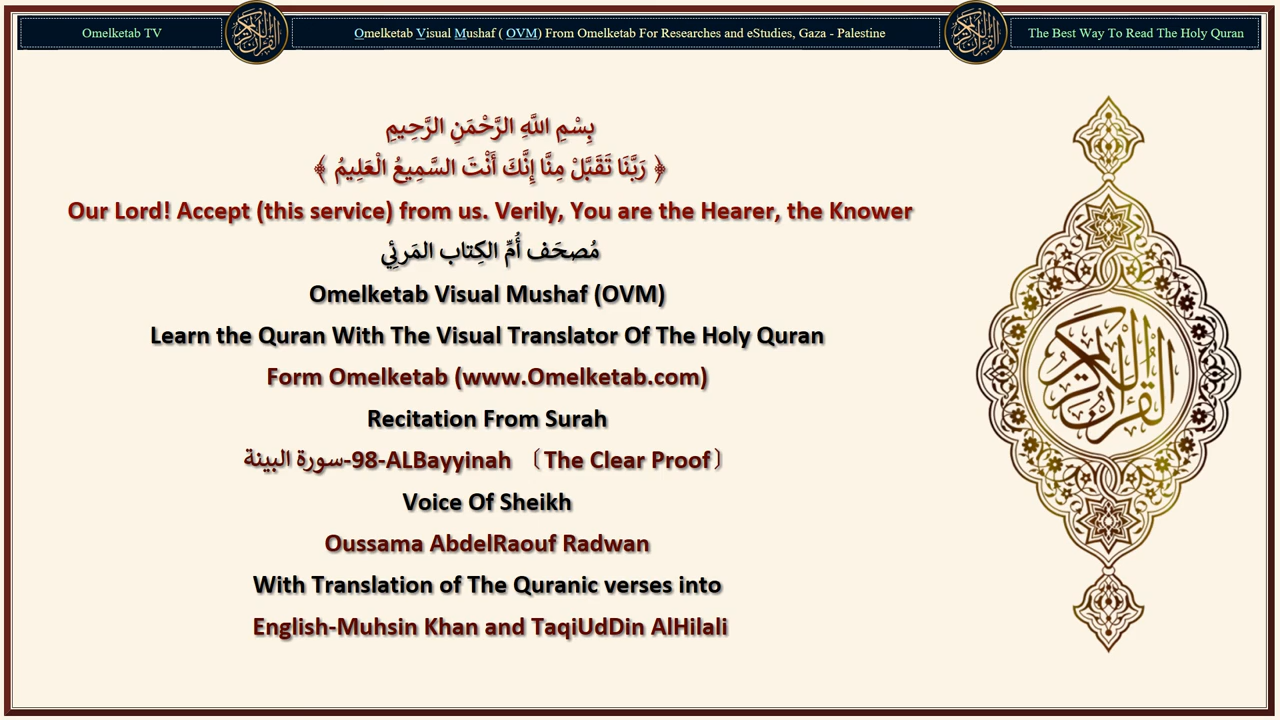 Omelketab TV
Omelketab Visual Mushaf ( OVM) From Omelketab For Researches and eStudies, Gaza - Palestine
The Best Way To Read The Holy Quran
بِسْمِ اللَّهِ الرَّحْمَنِ الرَّحِيمِ
﴿ رَبَّنَا تَقَبَّلْ مِنَّا إِنَّكَ أَنْتَ السَّمِيعُ الْعَلِيمُ ﴾
Our Lord! Accept (this service) from us. Verily, You are the Hearer, the Knower
مُصحَف أُمِّ الكِتاب المَرئِي
Omelketab Visual Mushaf (OVM)
Learn the Quran With The Visual Translator Of The Holy Quran
Form Omelketab (www.Omelketab.com)
Recitation From Surah
سورة البينة-98-ALBayyinah 〔The Clear Proof〕
Voice Of Sheikh
Oussama AbdelRaouf Radwan
With Translation of The Quranic verses into
English-Muhsin Khan and TaqiUdDin AlHilali
القرآن الكريم